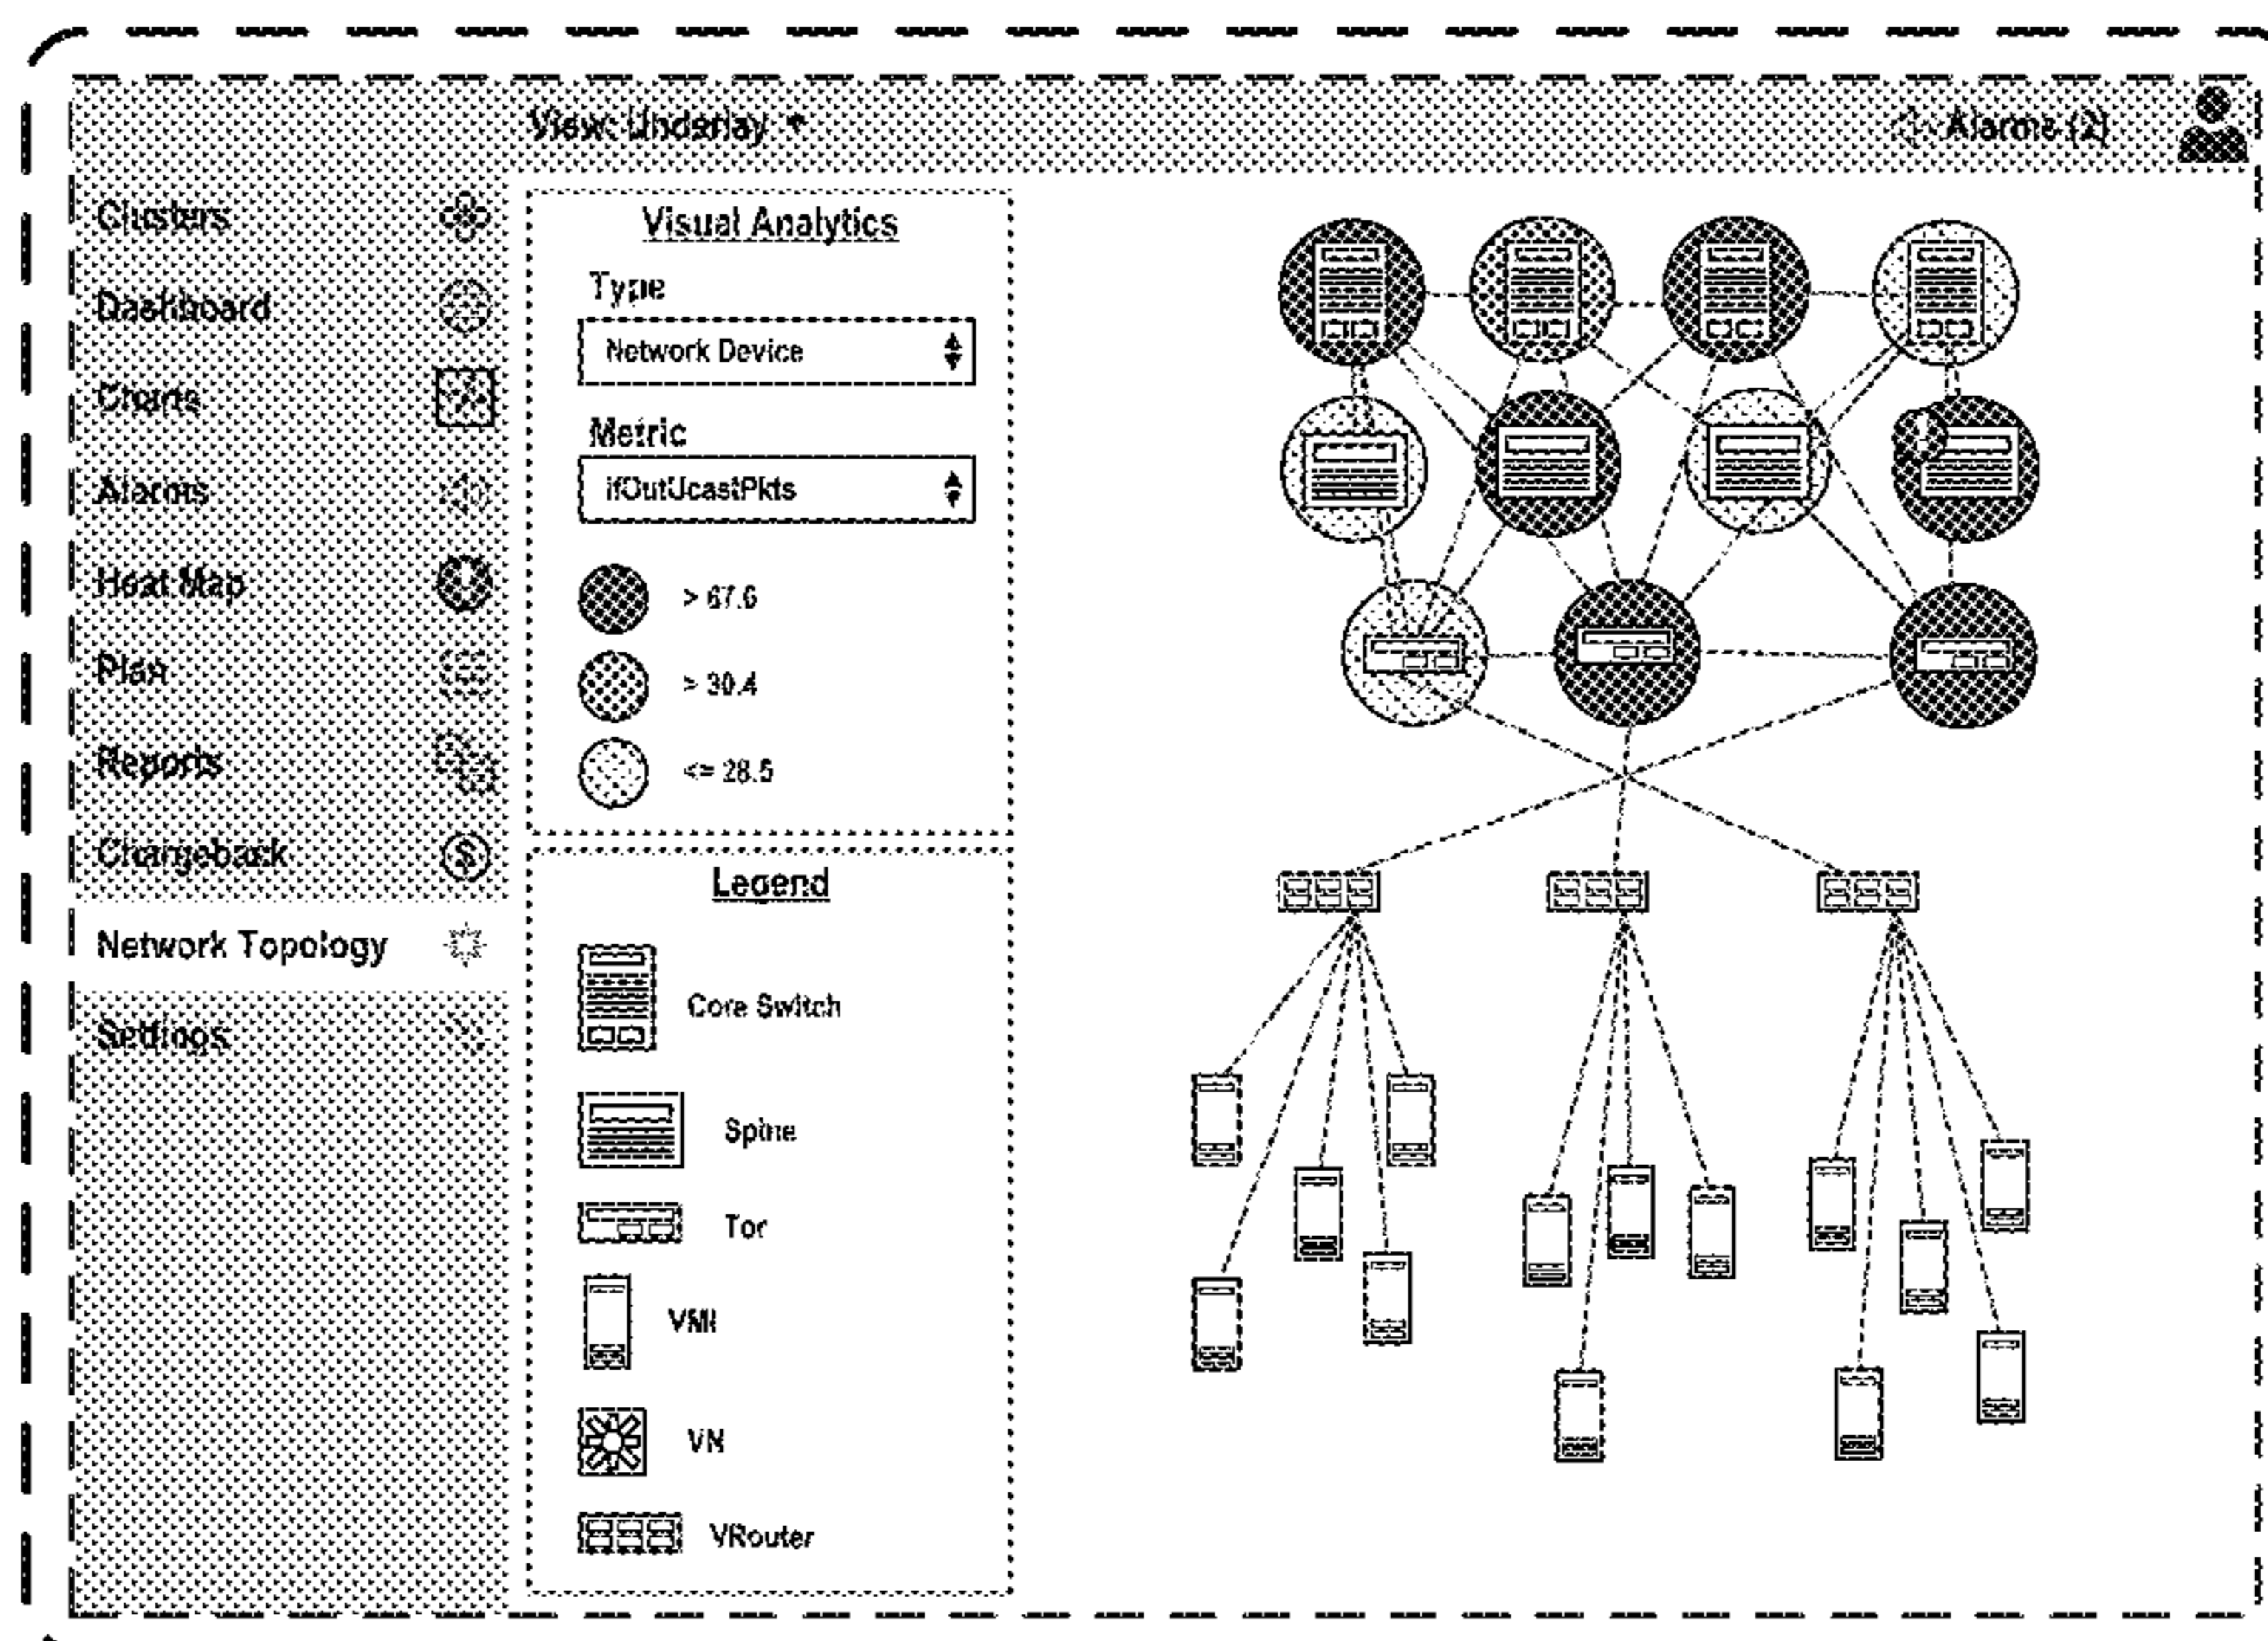 View: Underlay
Alarms (2)
Clusters
Dashboard
Charts
Alarms
Heat Map
Plan
Reports
Chargeback
Network Topology
Settings
Visual Analytics
Type
Network Device
Metric
ifOutUcastPkts
> 67.6
> 30.4
<= 28.5
Legend
Core Switch
Spine
Tor
VMI
VN
VRouter